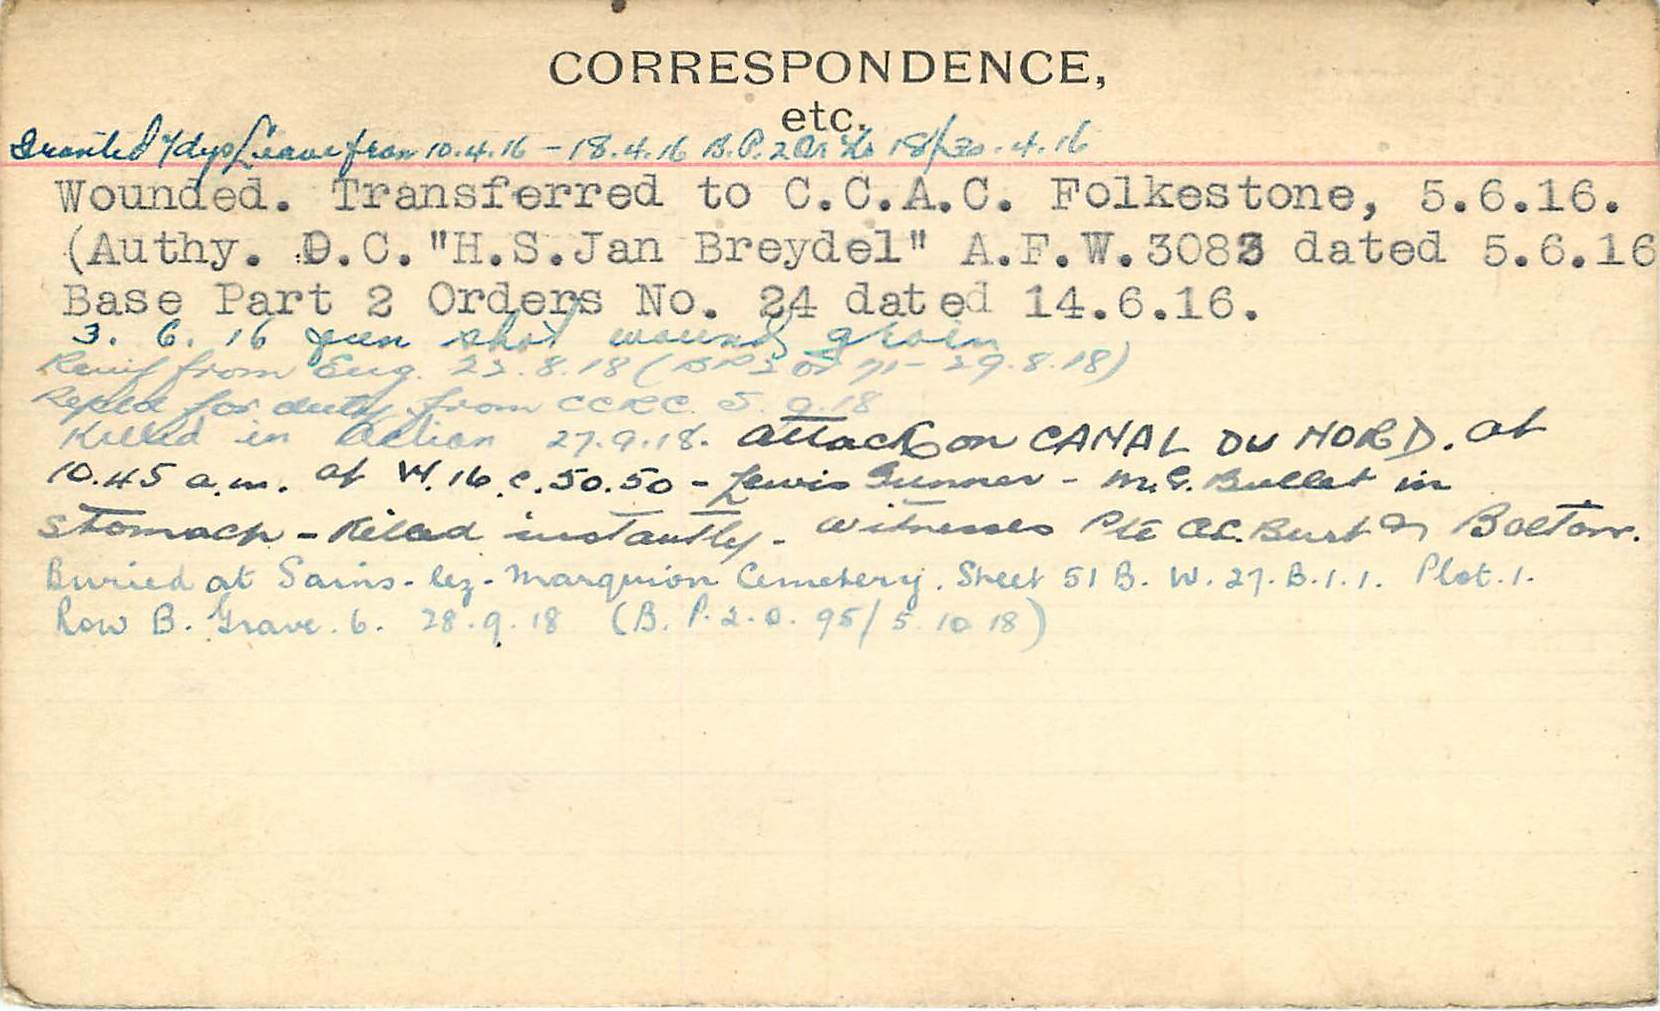 CORRESPONDENCE,
etc.
Granted 7dys Leave from 10.4.16 - 18.4.16 B.P.2 Or No 18/30.4.16
Wounded. Transferred to C.C.A.C. Folkestone, 5.6.16.
(Authy. O.C."H.S.Jan Breydel" A.F.W.3083 dated 5.6.16
Base Part 2 Orders No. 24 dated 14.6.16.
3. 6. 16 gun shot wound groin
Reinf from Eng. 23.8.18 (BP2 Or 71 - 29.8.18)
Repted for duty from CCRC 5.9.18
Killed in Action 27.9.18. Attack on CANAL DU NORD. at
10.45 a.m. at W.16.c.50.50 - Lewis Gunner - M.G. Bullet in
Stomach - Killed instantly. Witnesses Pte Burt Bolton.
Buried at Sains-lez-Marquion Cemetery. Sheet 51 B. W. 27. B.1.1. Plot.1.
Row B. Grave. 6. 28.9.18 (B.P.2.O. 95/5 10 18)